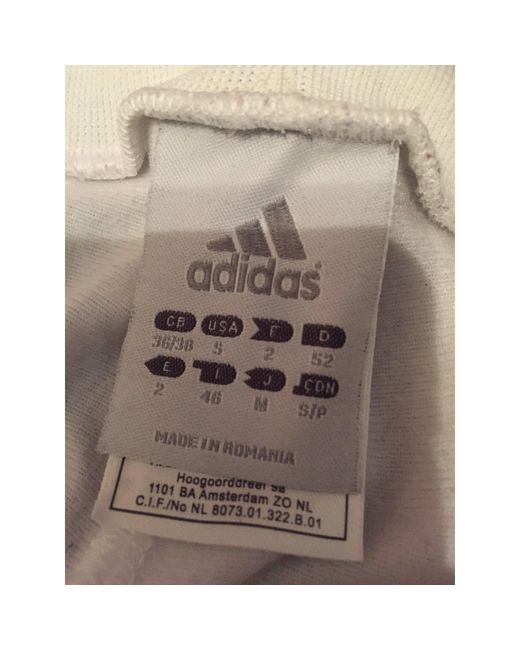 adidas
GB USA F D
36/38 S 2 52
E I J CDN
2 46 M S/P
MADE IN ROMANIA
Hoogoorddreef 9a
1101 BA Amsterdam ZO NL
C.I.F./No NL 8073.01.322.B.01